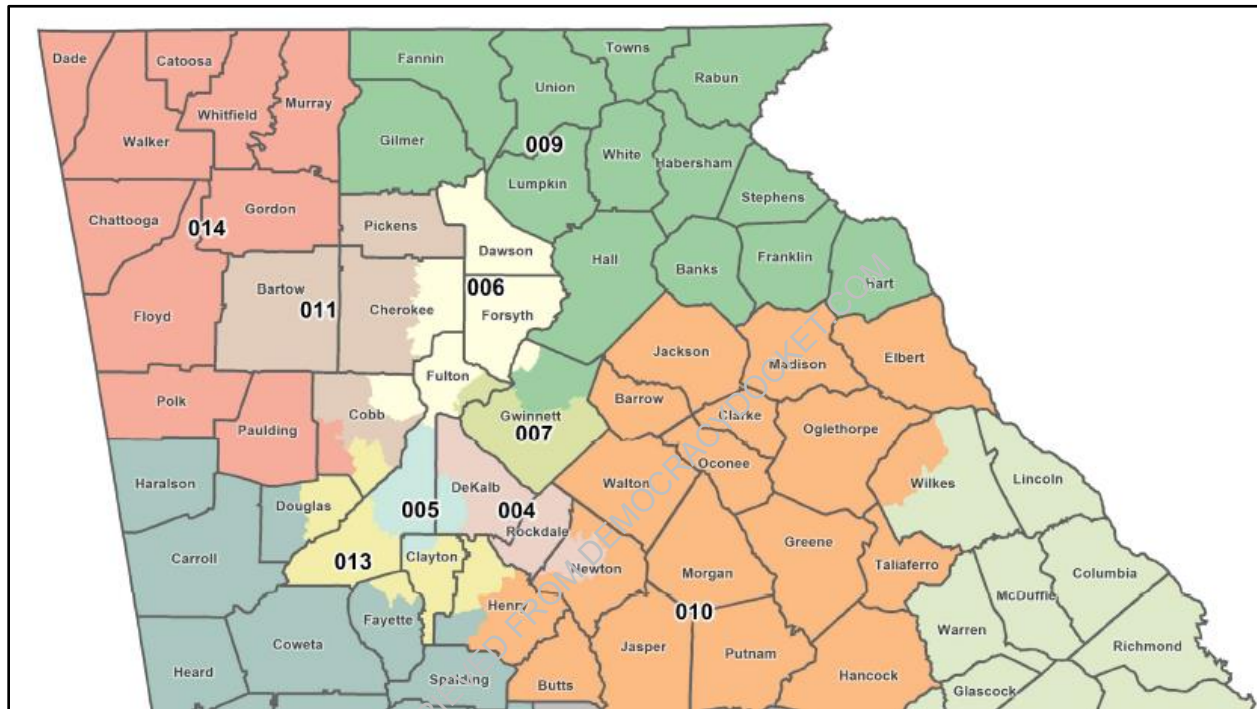 Dade
Catoosa
Fannin
Towns
Rabun
Union
Whitfield
Murray
Walker
Gilmer
009
White
Habersham
Lumpkin
Stephens
Chattooga
014
Gordon
Pickens
Dawson
Hall
Banks
Franklin
Hart
Bartow
011
Cherokee
006
Forsyth
Floyd
Jackson
Madison
Elbert
Fulton
Polk
Cobb
Gwinnett
007
Barrow
Clarke
Oglethorpe
Paulding
Oconee
Haralson
Douglas
005
DeKalb
004
Walton
Wilkes
Lincoln
Rockdale
Carroll
013
Clayton
Newton
Morgan
Greene
Taliaferro
Columbia
McDuffie
Fayette
Henry
010
Warren
Richmond
Heard
Coweta
Spalding
Butts
Jasper
Putnam
Hancock
Glascock
FROM DEMOCRACYDOCKET.COM